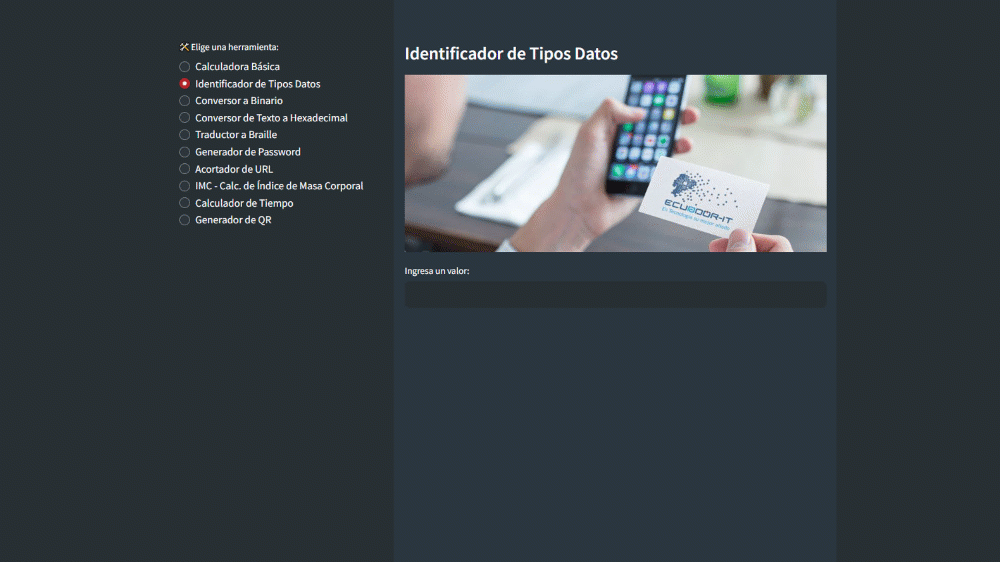 Elige una herramienta:
Calculadora Básica
Identificador de Tipos Datos
Conversor a Binario
Conversor de Texto a Hexadecimal
Traductor a Braille
Generador de Password
Acortador de URL
IMC - Calc. de Índice de Masa Corporal
Calculador de Tiempo
Generador de QR
Identificador de Tipos Datos
ECUADOR-IT
Ingresa un valor: